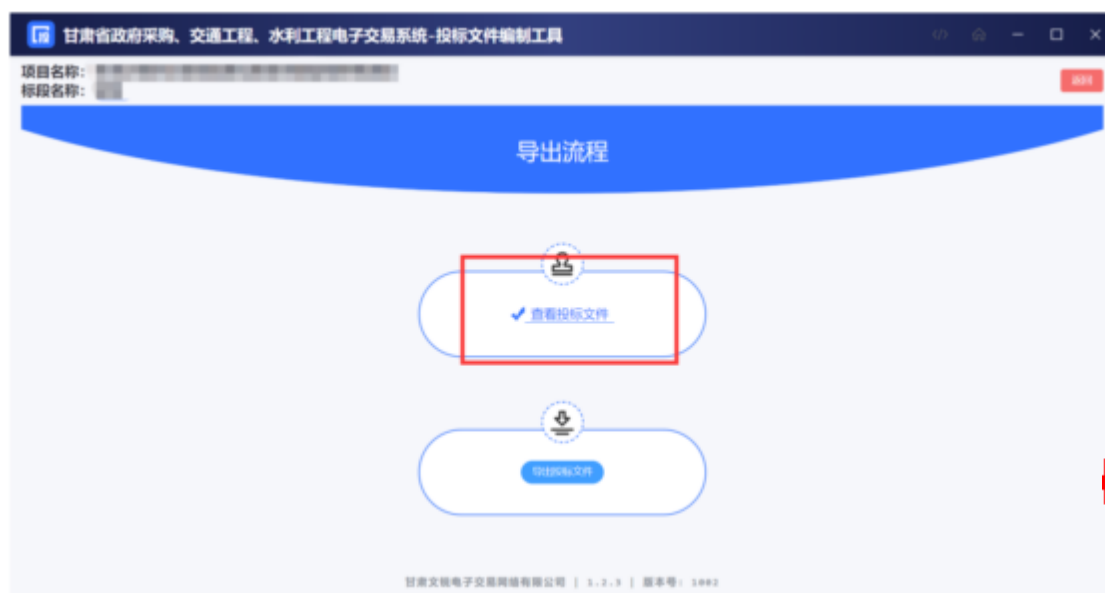 甘肃省政府采购、交通工程、水利工程电子交易系统-投标文件编制工具
项目名称:
标段名称:
返回
导出流程
查看投标文件
导出投标文件
甘肃文锐电子交易网络有限公司 | 1.2.3 | 版本号: 1002